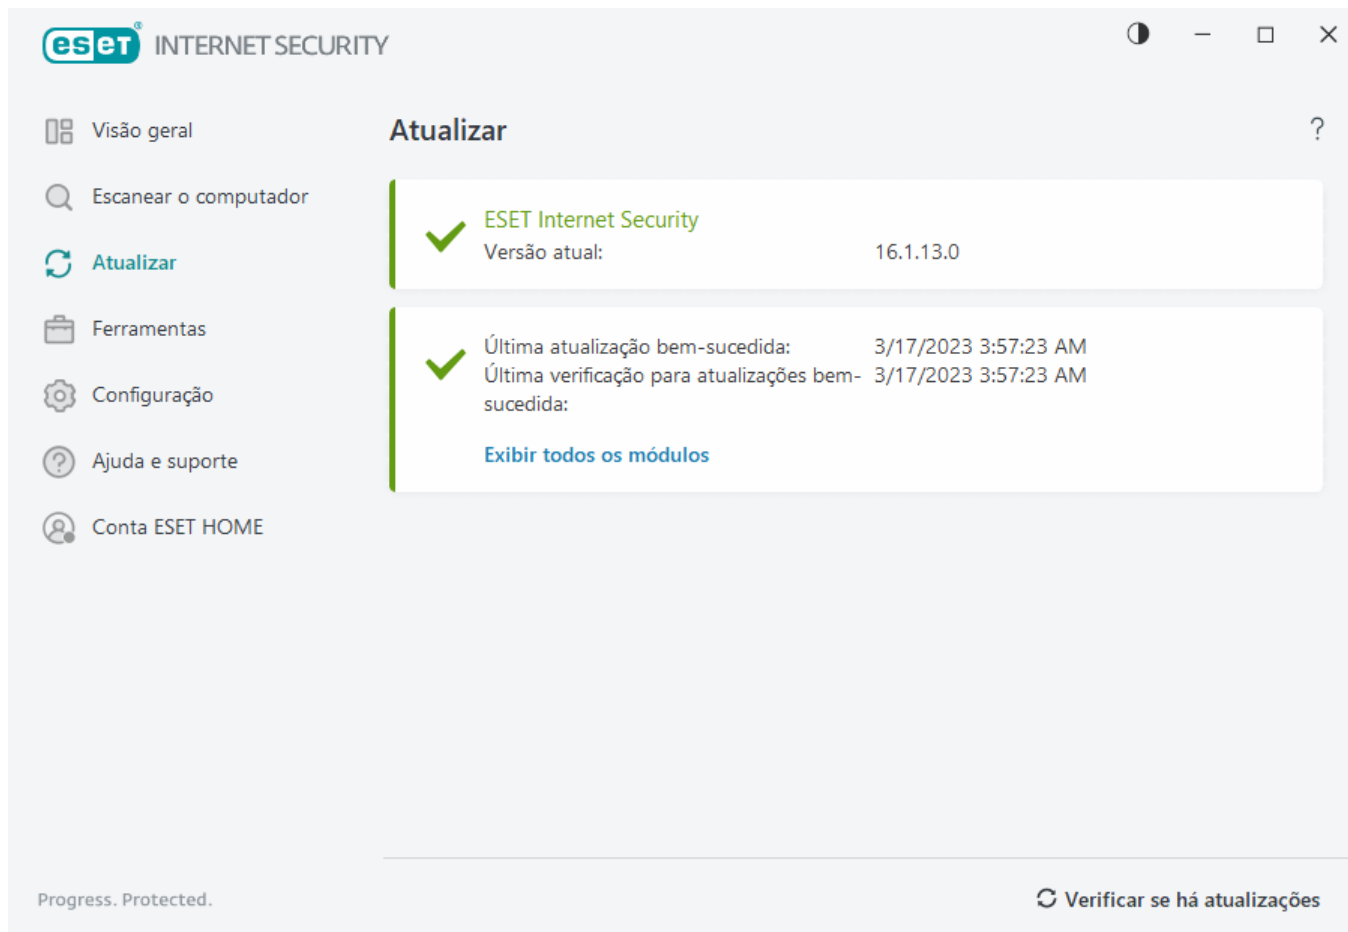 eset® INTERNET SECURITY
Visão geral
Escanear o computador
Atualizar
Ferramentas
Configuração
Ajuda e suporte
Conta ESET HOME
Atualizar
?
ESET Internet Security
Versão atual: 16.1.13.0
Última atualização bem-sucedida: 3/17/2023 3:57:23 AM
Última verificação para atualizações bem- 3/17/2023 3:57:23 AM
sucedida:
Exibir todos os módulos
Progress. Protected.
Verificar se há atualizações